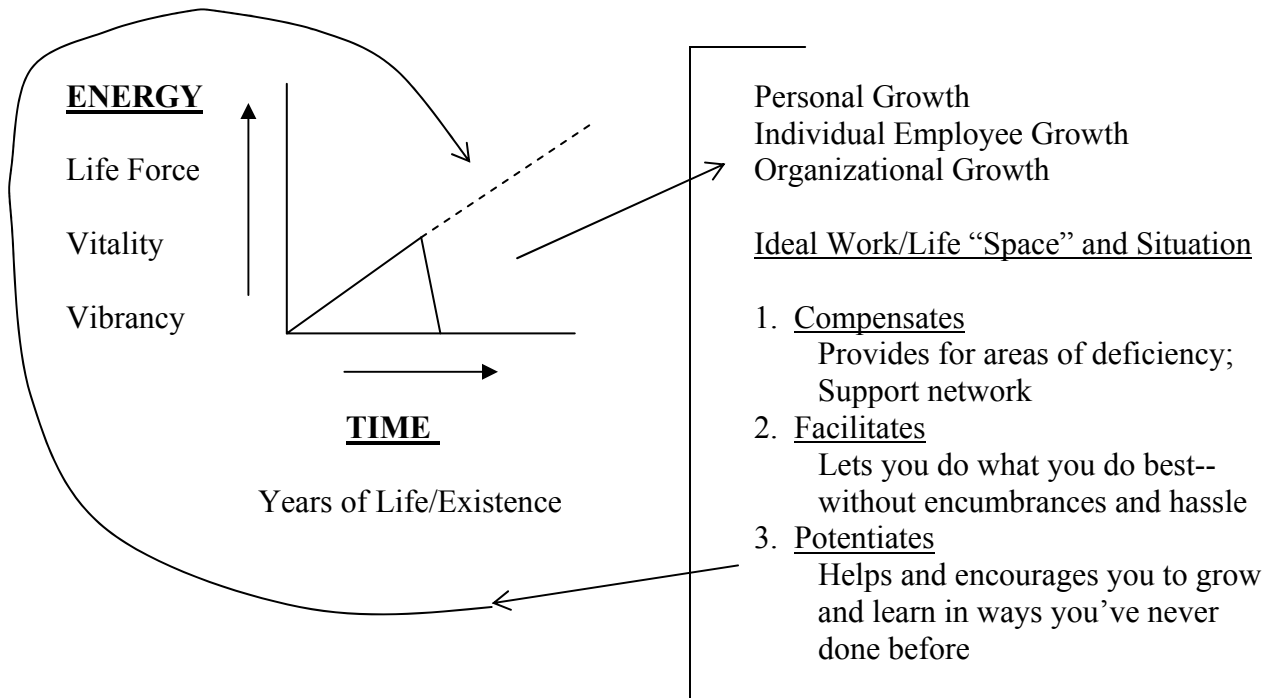 ENERGY
Life Force
Vitality
Vibrancy
TIME
Years of Life/Existence
Personal Growth
Individual Employee Growth
Organizational Growth
Ideal Work/Life “Space” and Situation
1. Compensates
Provides for areas of deficiency;
Support network
2. Facilitates
Lets you do what you do best--
without encumbrances and hassle
3. Potentiates
Helps and encourages you to grow
and learn in ways you’ve never
done before